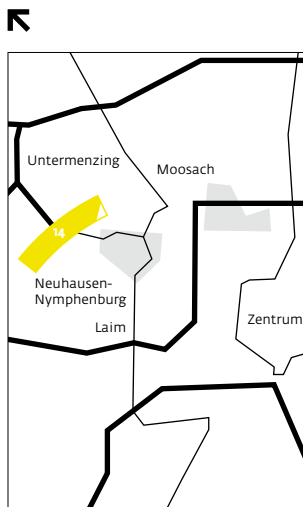 Untermenzing
Moosach
14
Neuhausen-
Nymphenburg
Laim
Zentrum